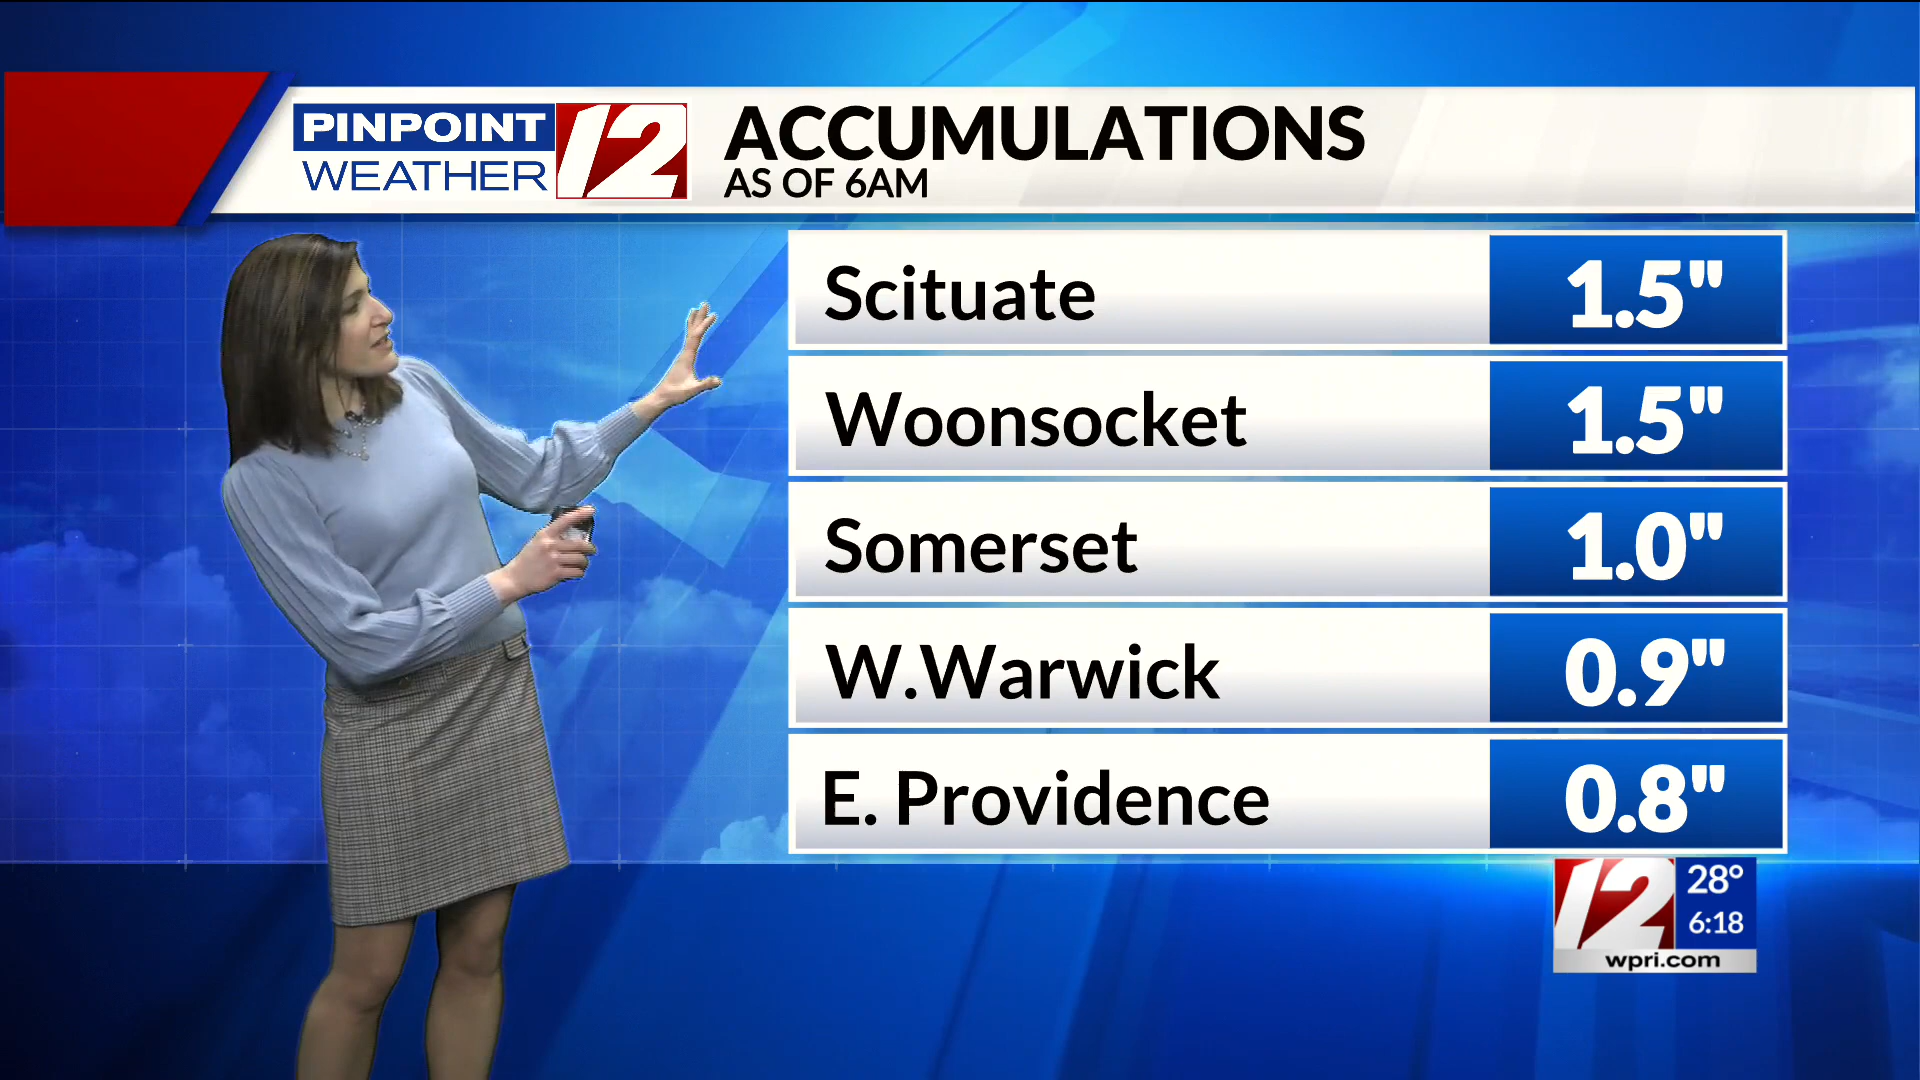 PINPOINT
WEATHER
12
ACCUMULATIONS
AS OF 6AM
Scituate 1.5"
Woonsocket 1.5"
Somerset 1.0"
W.Warwick 0.9"
E. Providence 0.8"
12
28°
6:18
wpri.com